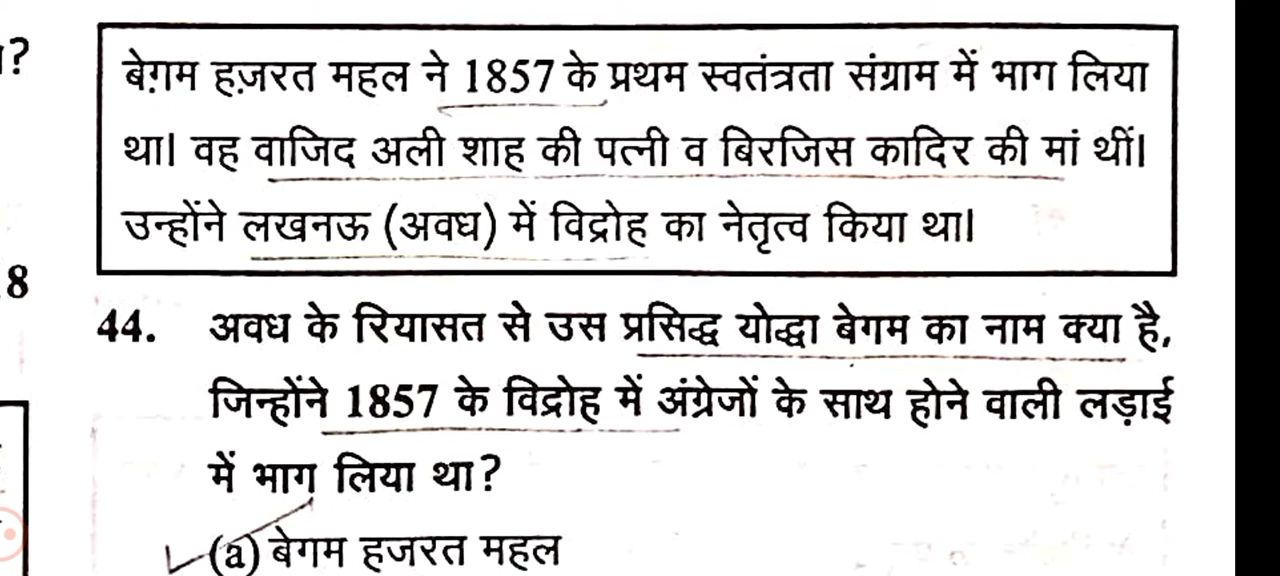 ?
बेग़म हज़रत महल ने 1857 के प्रथम स्वतंत्रता संग्राम में भाग लिया
था। वह वाजिद अली शाह की पत्नी व बिरजिस कादिर की मां थीं।
उन्होंने लखनऊ (अवध) में विद्रोह का नेतृत्व किया था।
8
44. अवध के रियासत से उस प्रसिद्ध योद्धा बेगम का नाम क्या है,
जिन्होंने 1857 के विद्रोह में अंग्रेजों के साथ होने वाली लड़ाई
में भाग लिया था?
(a) बेगम हजरत महल